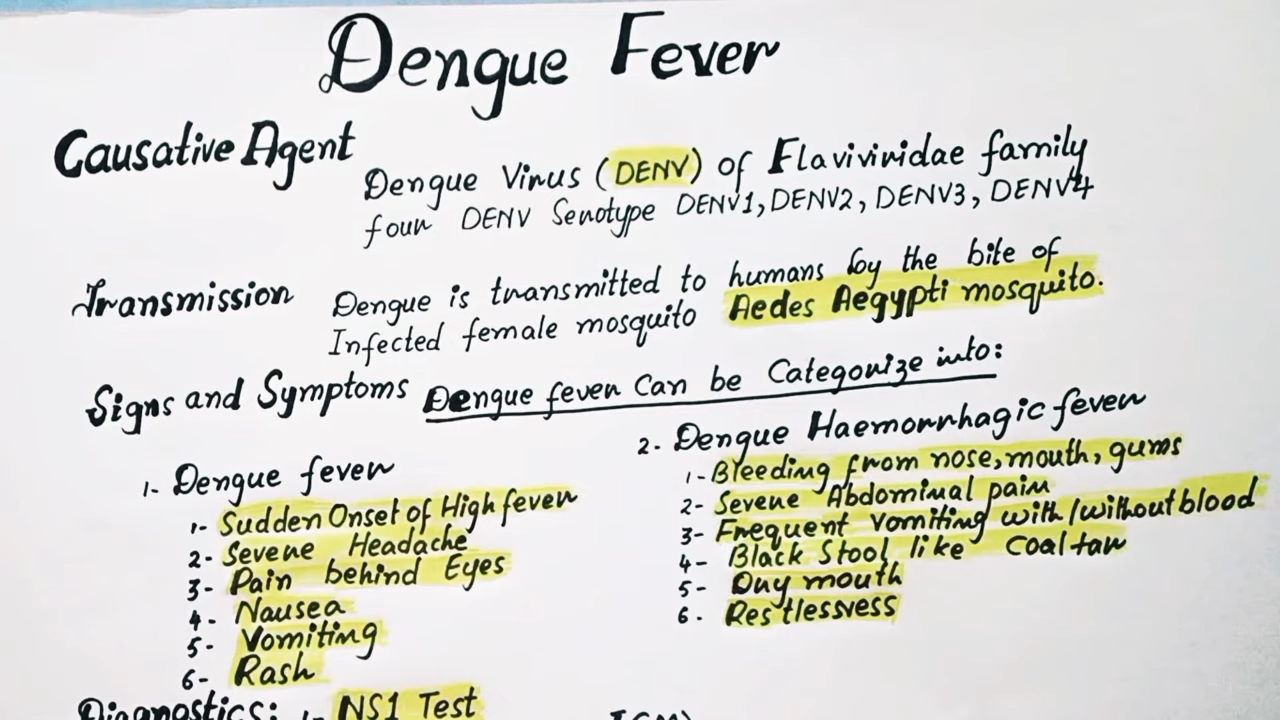 Dengue Fever
Causative Agent
Dengue Virus (DENV) of Flaviviridae family
four DENV Serotype DENV1, DENV2, DENV3, DENV4
Transmission
Dengue is transmitted to humans by the bite of
Infected female mosquito Aedes Aegypti mosquito.
Signs and Symptoms Dengue fever Can be Categorize into:
1- Dengue fever
1- Sudden Onset of High fever
2- Severe Headache
3- Pain behind Eyes
4- Nausea
5- Vomiting
6- Rash
2- Dengue Haemorrhagic fever
1- Bleeding from nose, mouth, gums
2- Severe Abdominal pain
3- Frequent vomiting with/without blood
4- Black Stool like Coaltar
5- Dry mouth
6- Restlessness
Diagnostics: 1- NS1 Test